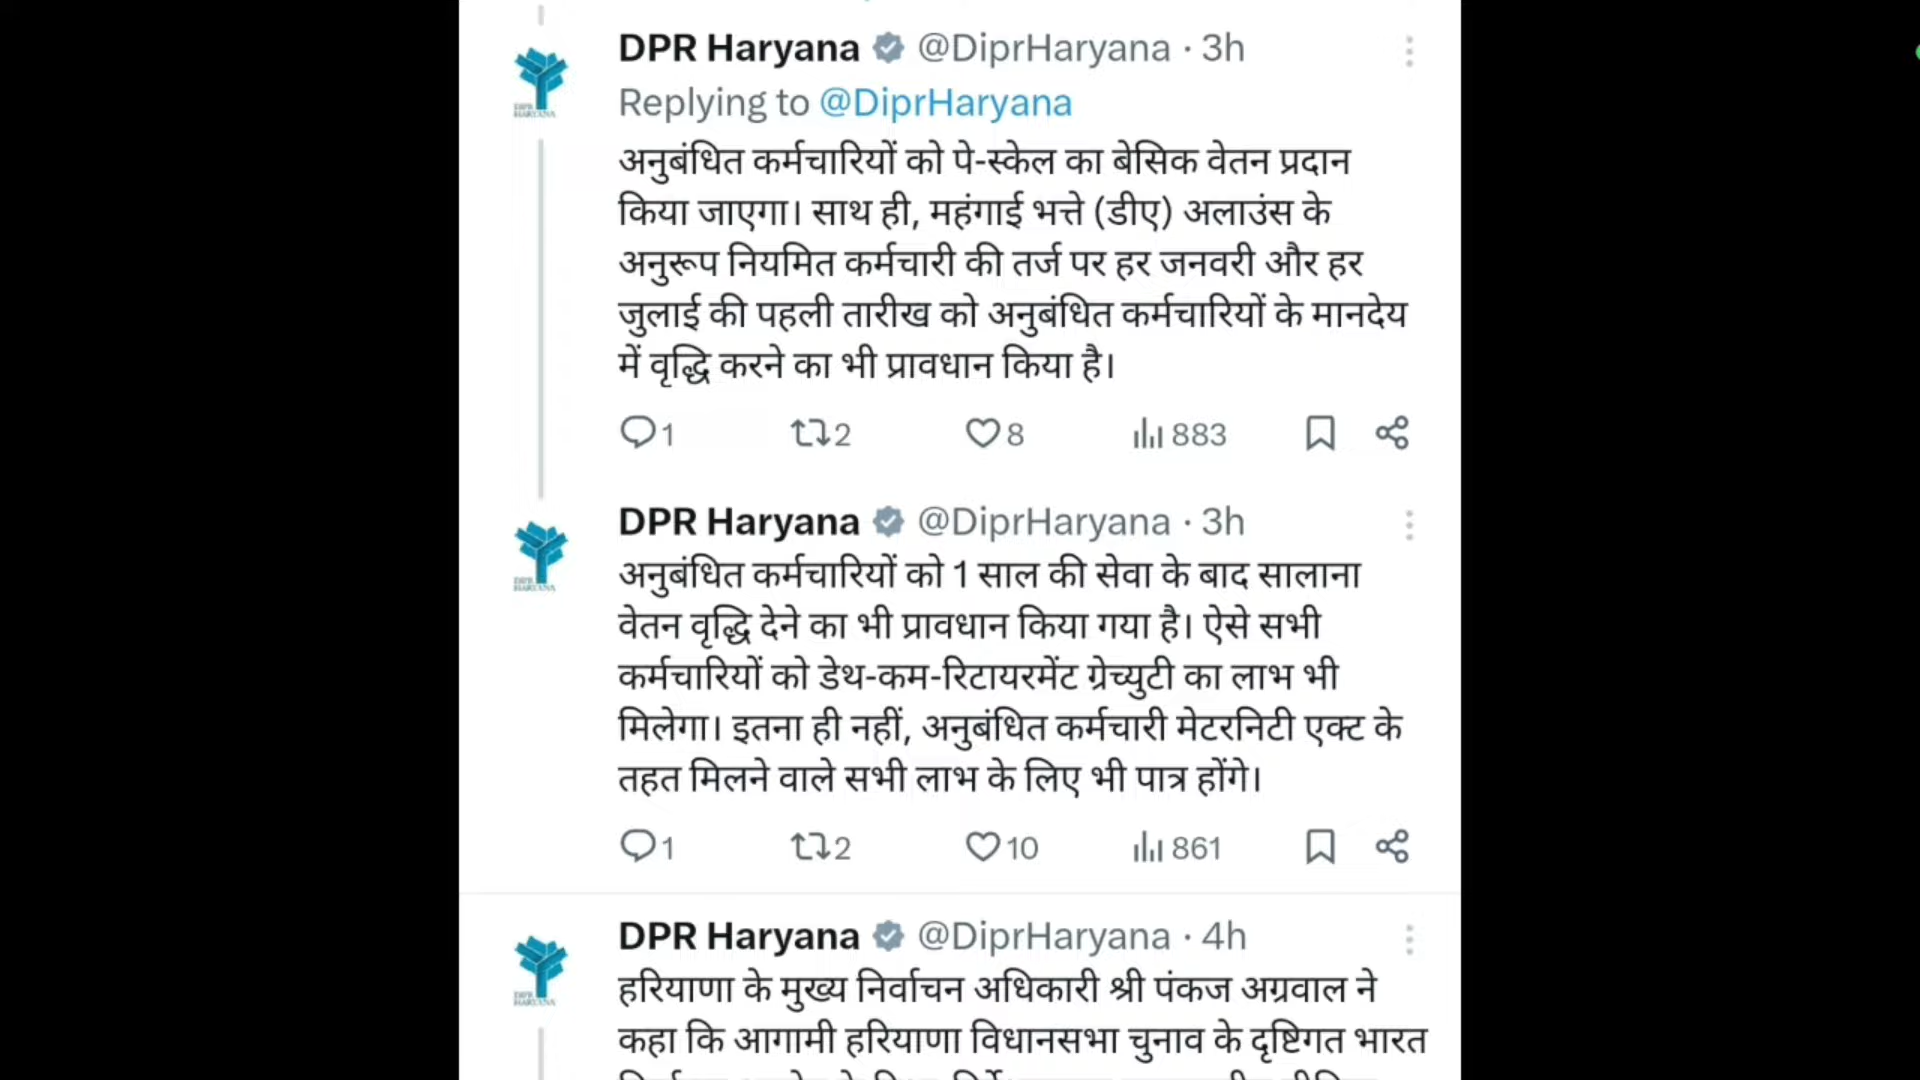 DPR Haryana @DiprHaryana · 3h
Replying to @DiprHaryana
अनुबंधित कर्मचारियों को पे-स्केल का बेसिक वेतन प्रदान
किया जाएगा। साथ ही, महंगाई भत्ते (डीए) अलाउंस के
अनुरूप नियमित कर्मचारी की तर्ज पर हर जनवरी और हर
जुलाई की पहली तारीख को अनुबंधित कर्मचारियों के मानदेय
में वृद्धि करने का भी प्रावधान किया है।
1 2 8 883
DPR Haryana @DiprHaryana · 3h
अनुबंधित कर्मचारियों को 1 साल की सेवा के बाद सालाना
वेतन वृद्धि देने का भी प्रावधान किया गया है। ऐसे सभी
कर्मचारियों को डेथ-कम-रिटायरमेंट ग्रेच्युटी का लाभ भी
मिलेगा। इतना ही नहीं, अनुबंधित कर्मचारी मेटरनिटी एक्ट के
तहत मिलने वाले सभी लाभ के लिए भी पात्र होंगे।
1 2 10 861
DPR Haryana @DiprHaryana · 4h
हरियाणा के मुख्य निर्वाचन अधिकारी श्री पंकज अग्रवाल ने
कहा कि आगामी हरियाणा विधानसभा चुनाव के दृष्टिगत भारत